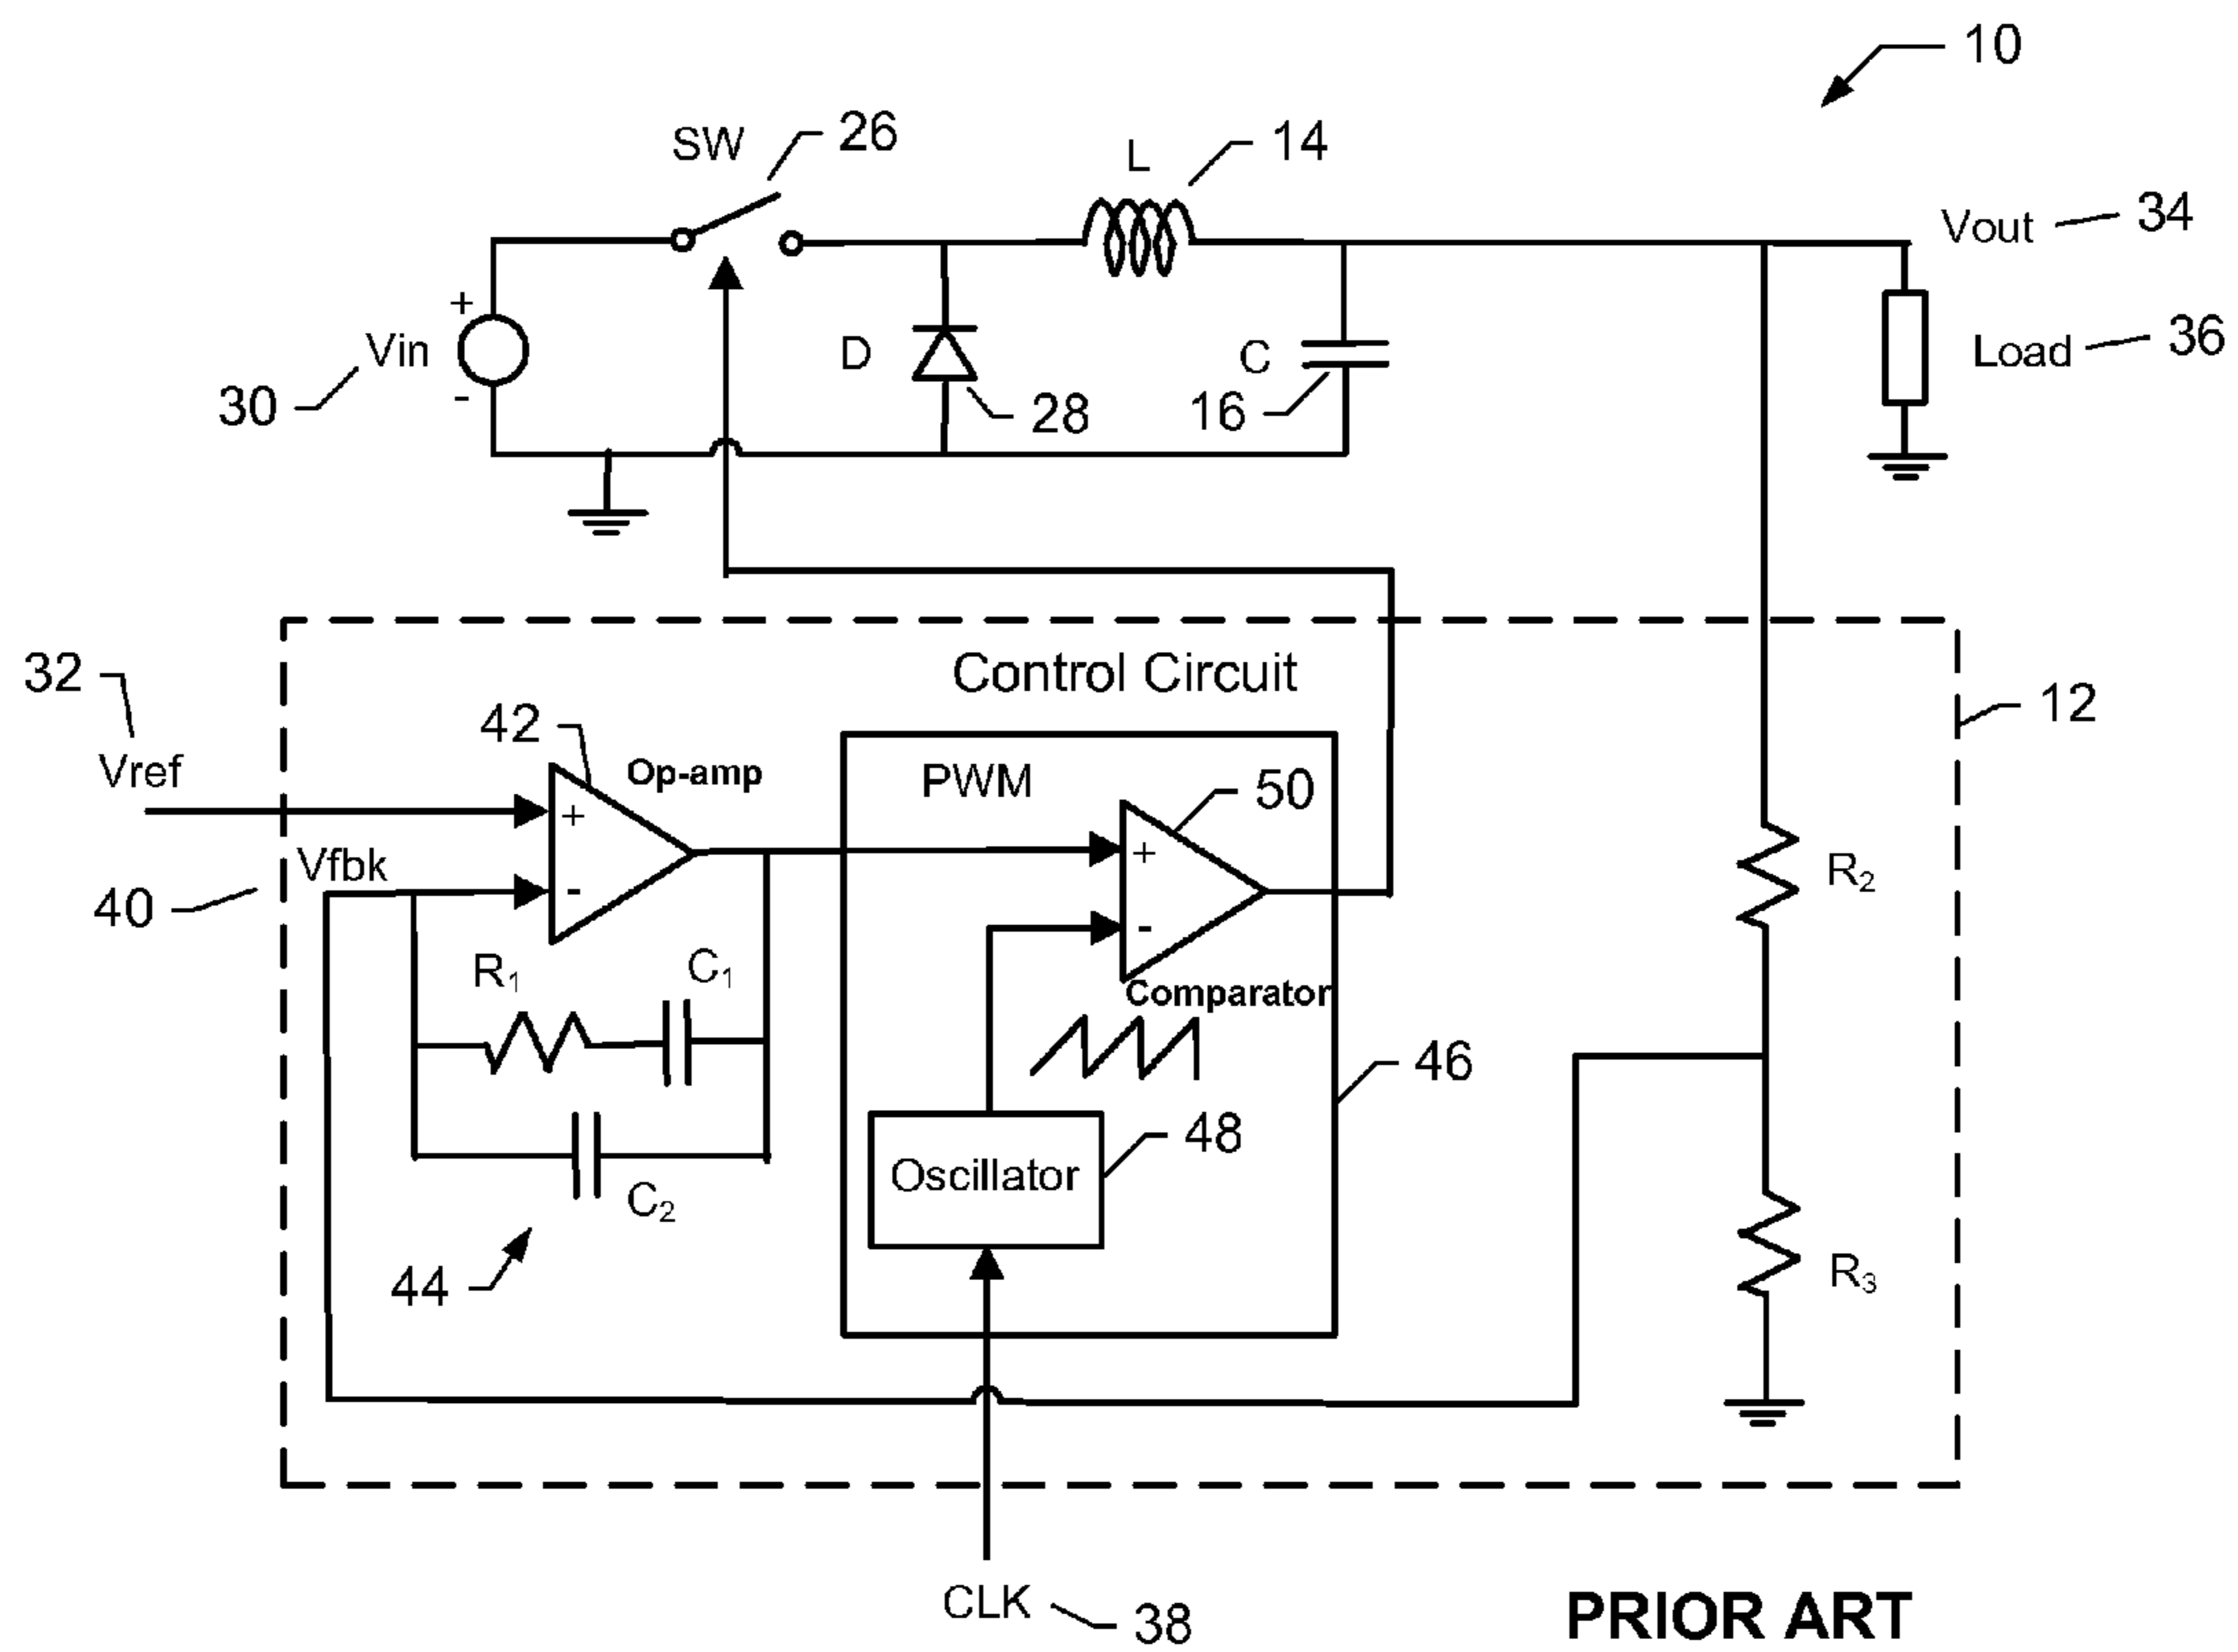 10
SW
26
L
14
Vout
34
+
Vin
-
30
D
28
C
16
Load
36
32
Vref
Control Circuit
12
42
Op-amp
+
Vfbk
-
40
PWM
50
+
-
Comparator
R2
R1
C1
46
48
Oscillator
C2
44
R3
CLK
38
PRIOR ART